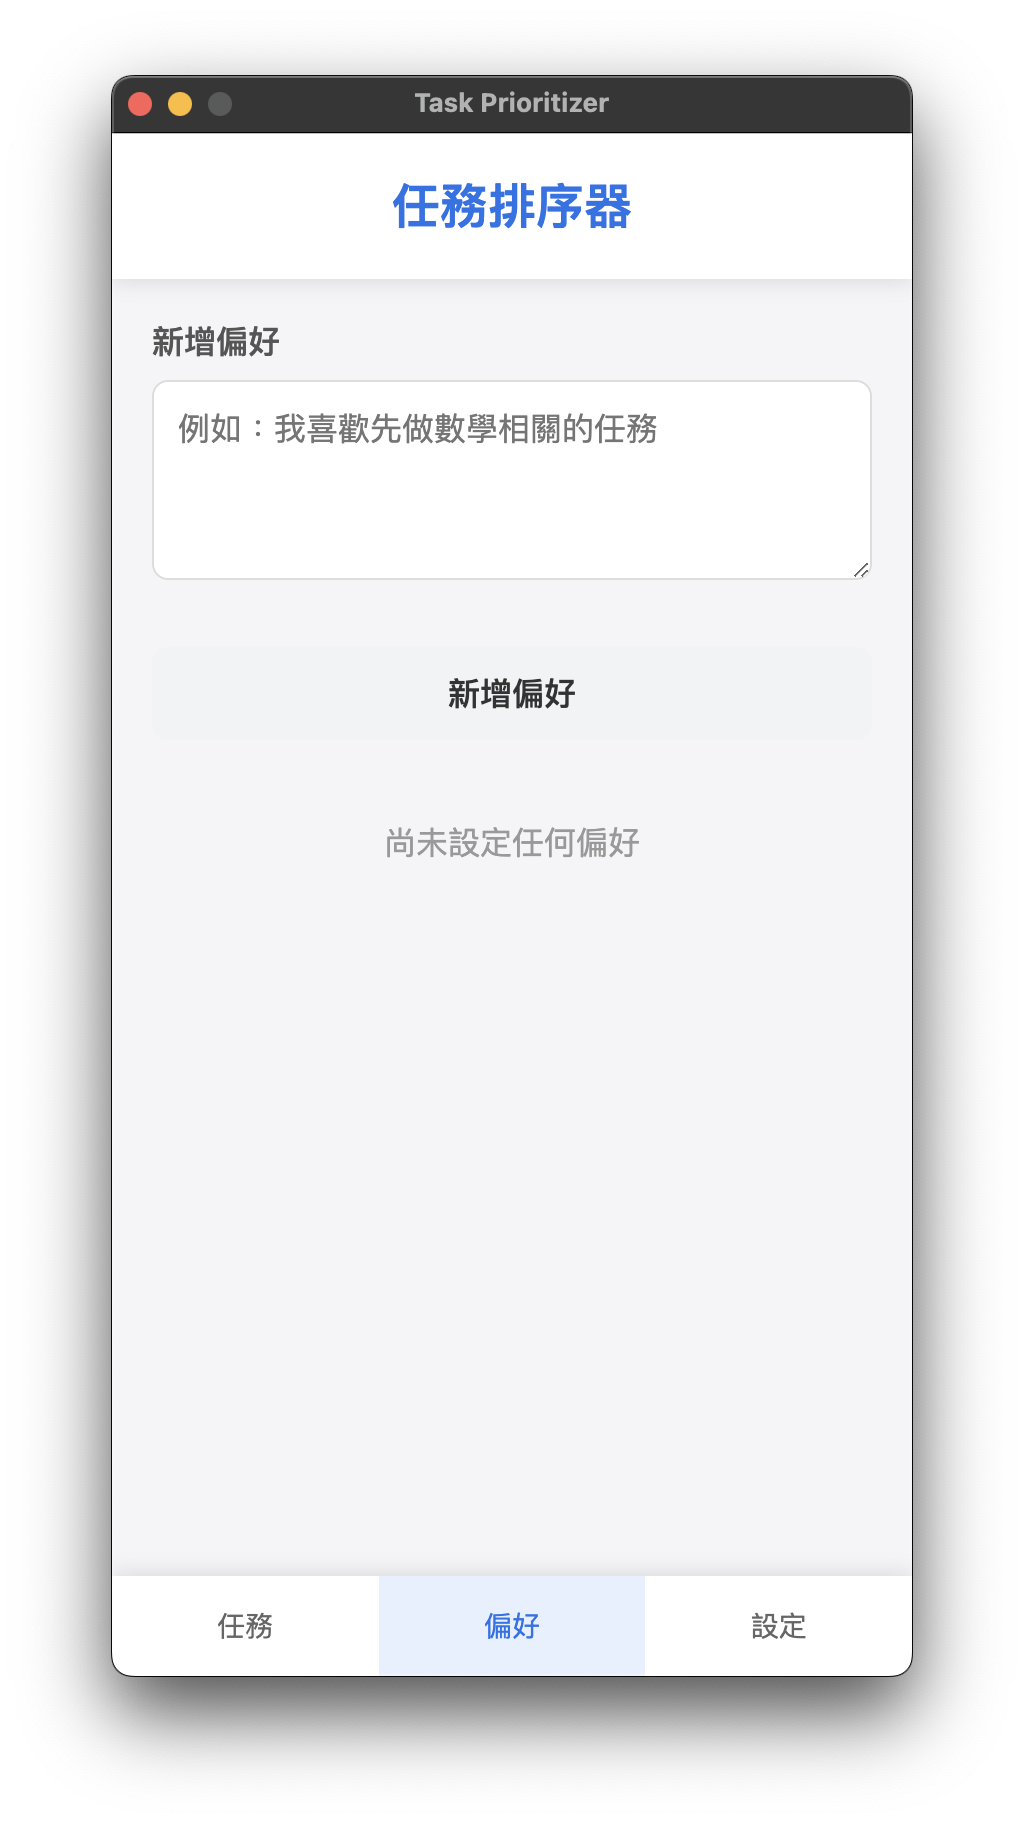 Task Prioritizer
任務排序器
新增偏好
例如：我喜歡先做數學相關的任務
新增偏好
尚未設定任何偏好
任務
偏好
設定